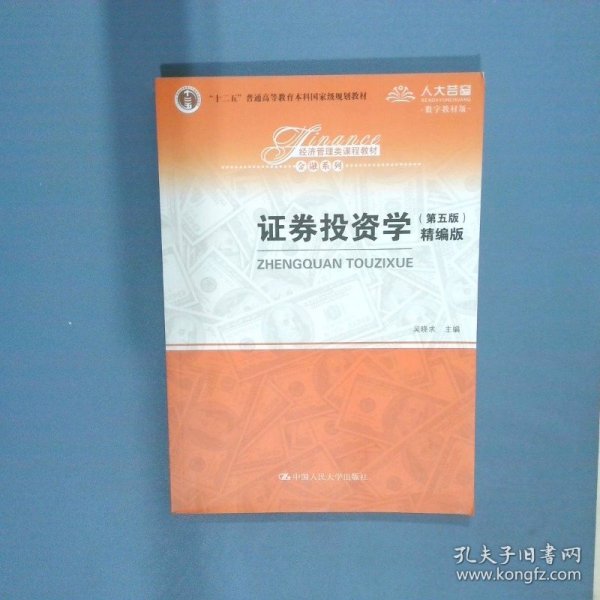 "十二五"普通高等教育本科国家级规划教材
人大芸窗
RENDAYUNCHUANG
·数字教材版·
Finance
经济管理类课程教材
金融系列
证券投资学
(第五版)
精编版
ZHENGQUAN TOUZIXUE
吴晓求 主编
中国人民大学出版社
孔夫子旧书网
www.kongfz.com